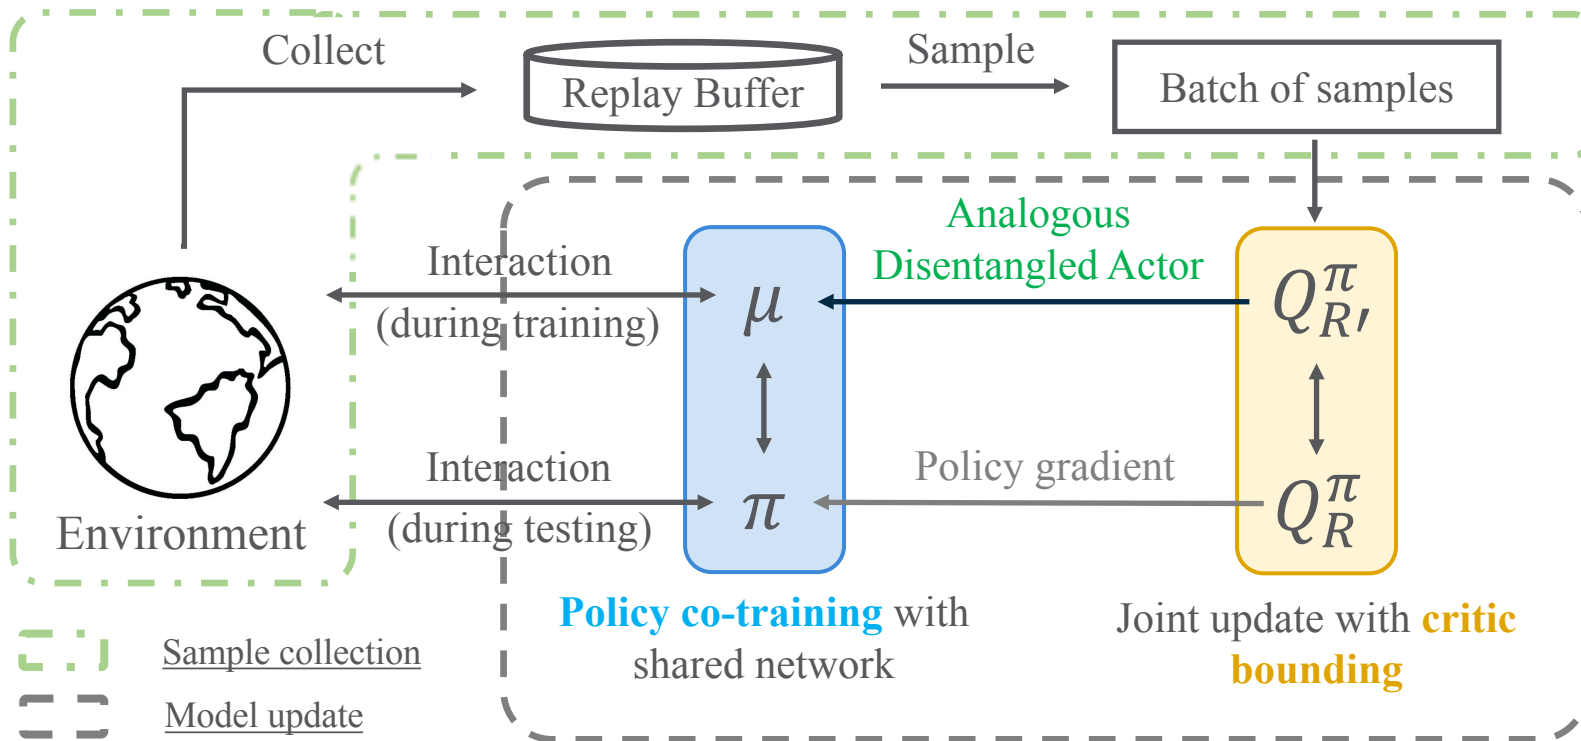 Collect
Replay Buffer
Sample
Batch of samples
Analogous
Disentangled Actor
Interaction
(during training)
μ
Q^π_{R′}
Interaction
(during testing)
π
Policy gradient
Q^π_R
Environment
Policy co-training with
shared network
Joint update with critic
bounding
Sample collection
Model update